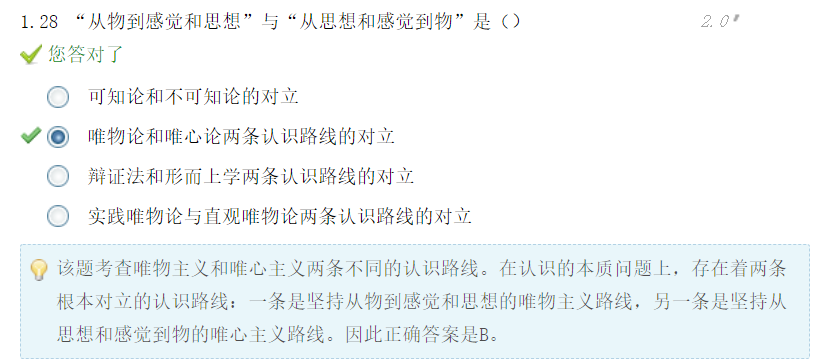 1.28 “从物到感觉和思想”与“从思想和感觉到物”是（） 2.0
您答对了
可知论和不可知论的对立
唯物论和唯心论两条认识路线的对立
辩证法和形而上学两条认识路线的对立
实践唯物论与直观唯物论两条认识路线的对立
该题考查唯物主义和唯心主义两条不同的认识路线。在认识的本质问题上，存在着两条
根本对立的认识路线：一条是坚持从物到感觉和思想的唯物主义路线，另一条是坚持从
思想和感觉到物的唯心主义路线。因此正确答案是B。